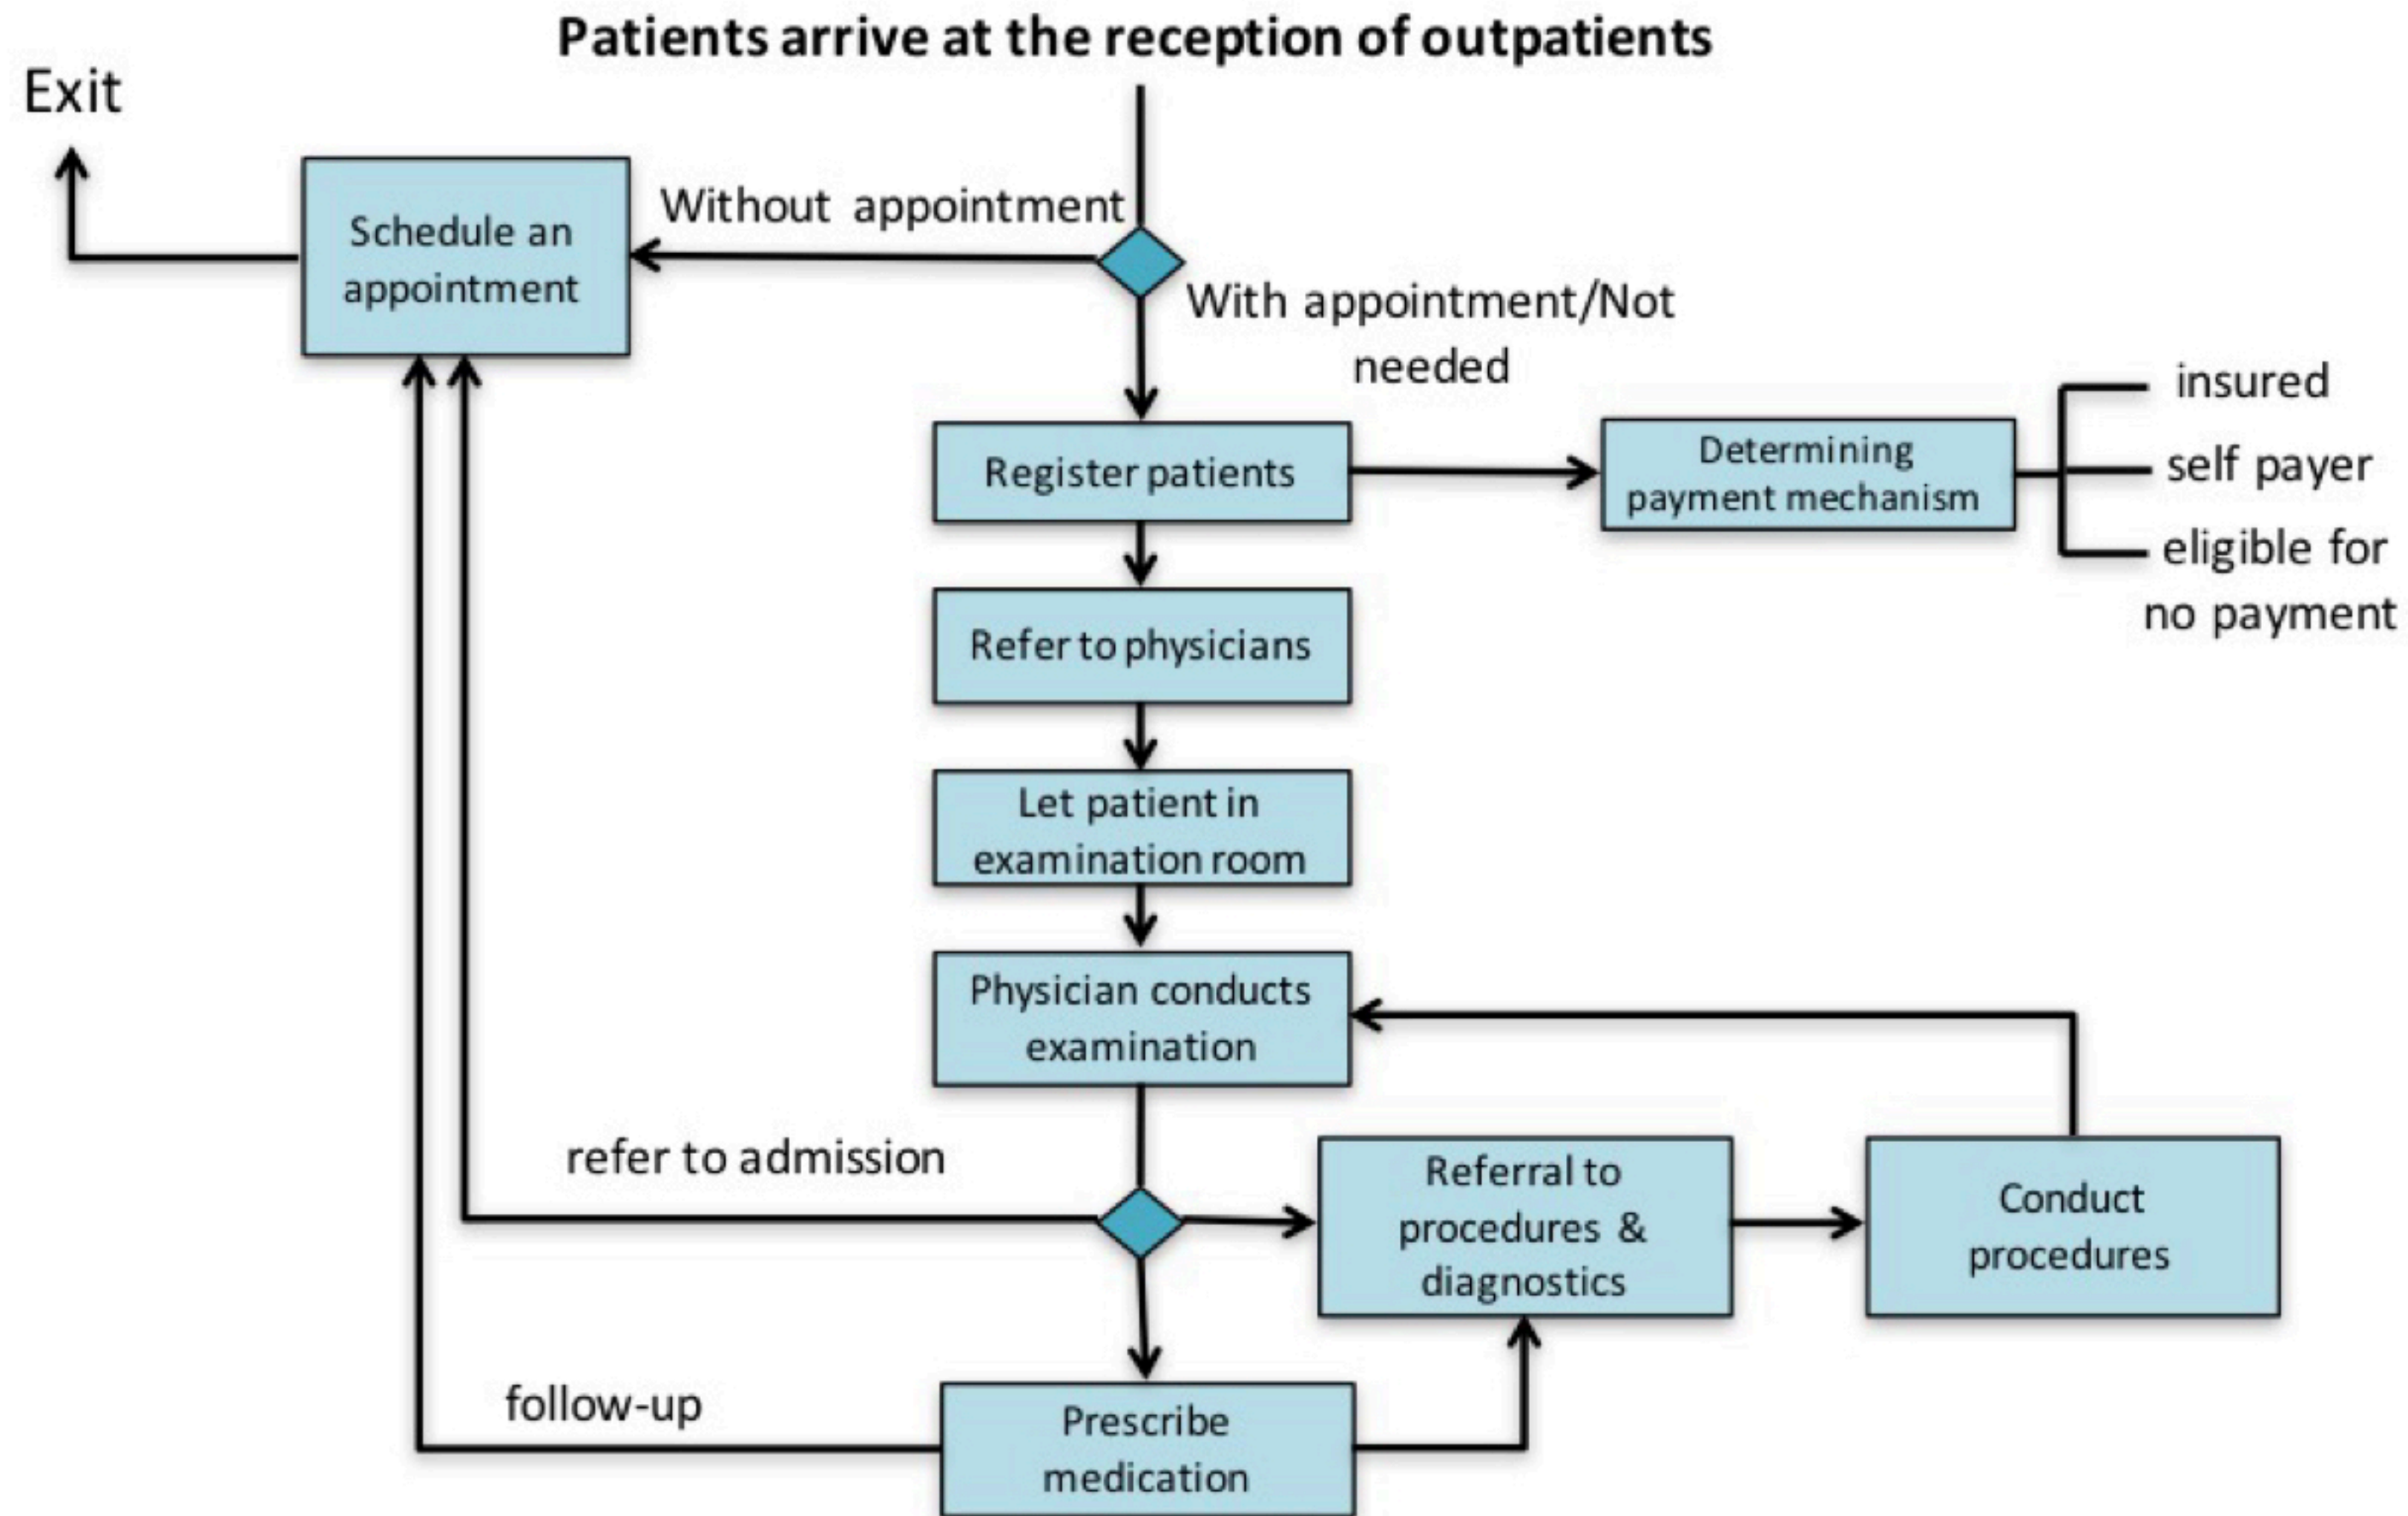 Patients arrive at the reception of outpatients
Exit
Schedule an
appointment
Without appointment
With appointment/Not
needed
Register patients
Determining
payment mechanism
insured
self payer
eligible for
no payment
Refer to physicians
Let patient in
examination room
Physician conducts
examination
refer to admission
Referral to
procedures &
diagnostics
Conduct
procedures
follow-up
Prescribe
medication